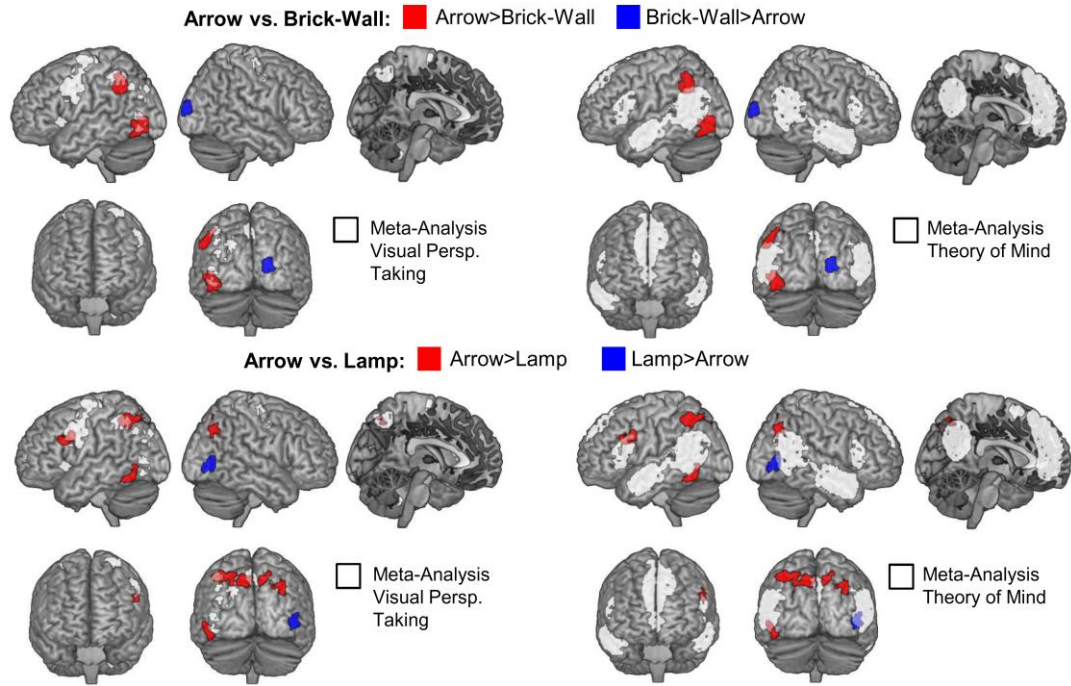 Arrow vs. Brick-Wall: Arrow>Brick-Wall Brick-Wall>Arrow
Meta-Analysis
Visual Persp.
Taking
Meta-Analysis
Theory of Mind
Arrow vs. Lamp: Arrow>Lamp Lamp>Arrow
Meta-Analysis
Visual Persp.
Taking
Meta-Analysis
Theory of Mind